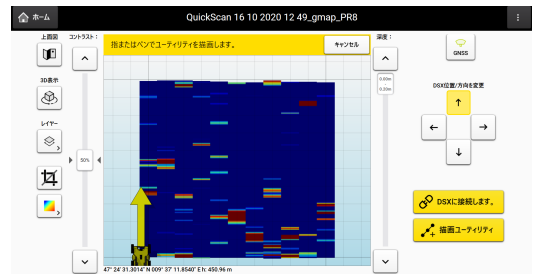 ホーム
QuickScan 16 10 2020 12 49_gmap_PR8
上面図
コントラスト：
指またはペンでユーティリティを描画します。
キャンセル
深度：
GNSS
0.00m
0.30m
3D表示
DSX位置/方向を変更
レイヤー
50%
DSXに接続します。
描画ユーティリティ
47° 24' 31.3014" N 009° 37' 11.8540" E h: 450.96 m